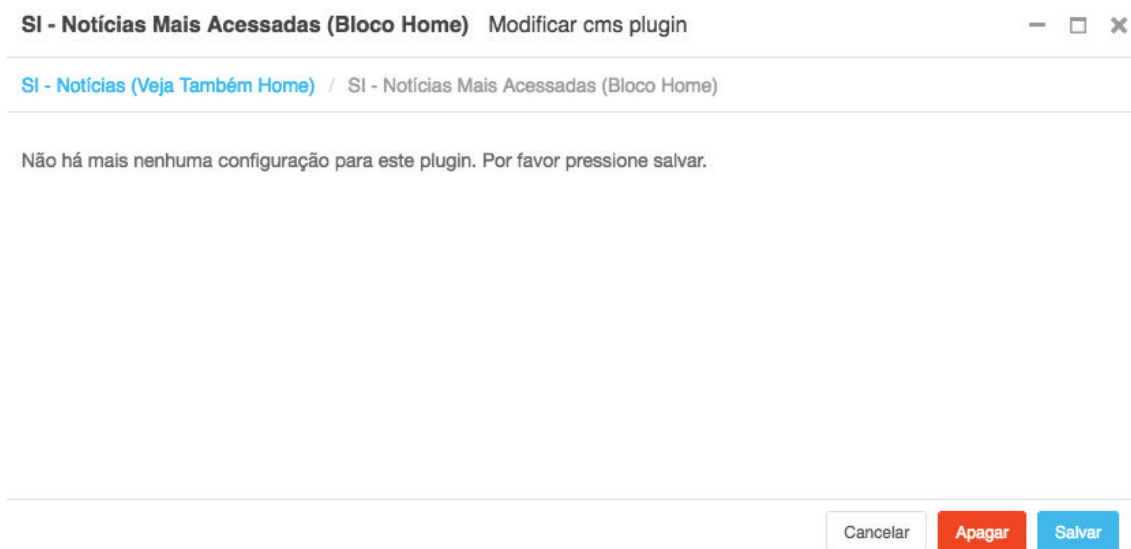 SI - Notícias Mais Acessadas (Bloco Home) Modificar cms plugin
SI - Notícias (Veja Também Home) / SI - Notícias Mais Acessadas (Bloco Home)
Não há mais nenhuma configuração para este plugin. Por favor pressione salvar.
Cancelar Apagar Salvar